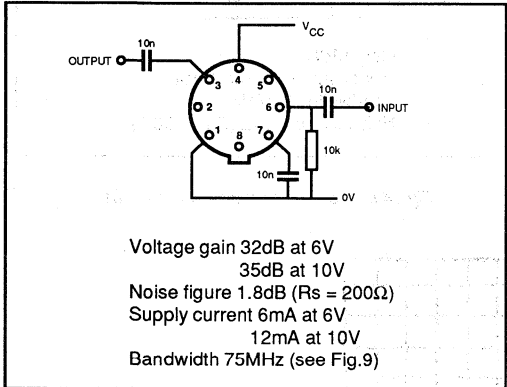 V_CC
10n
OUTPUT
3
4
5
10n
2
6
INPUT
1
7
8
10k
10n
0V
Voltage gain 32dB at 6V
35dB at 10V
Noise figure 1.8dB (Rs = 200Ω)
Supply current 6mA at 6V
12mA at 10V
Bandwidth 75MHz (see Fig.9)